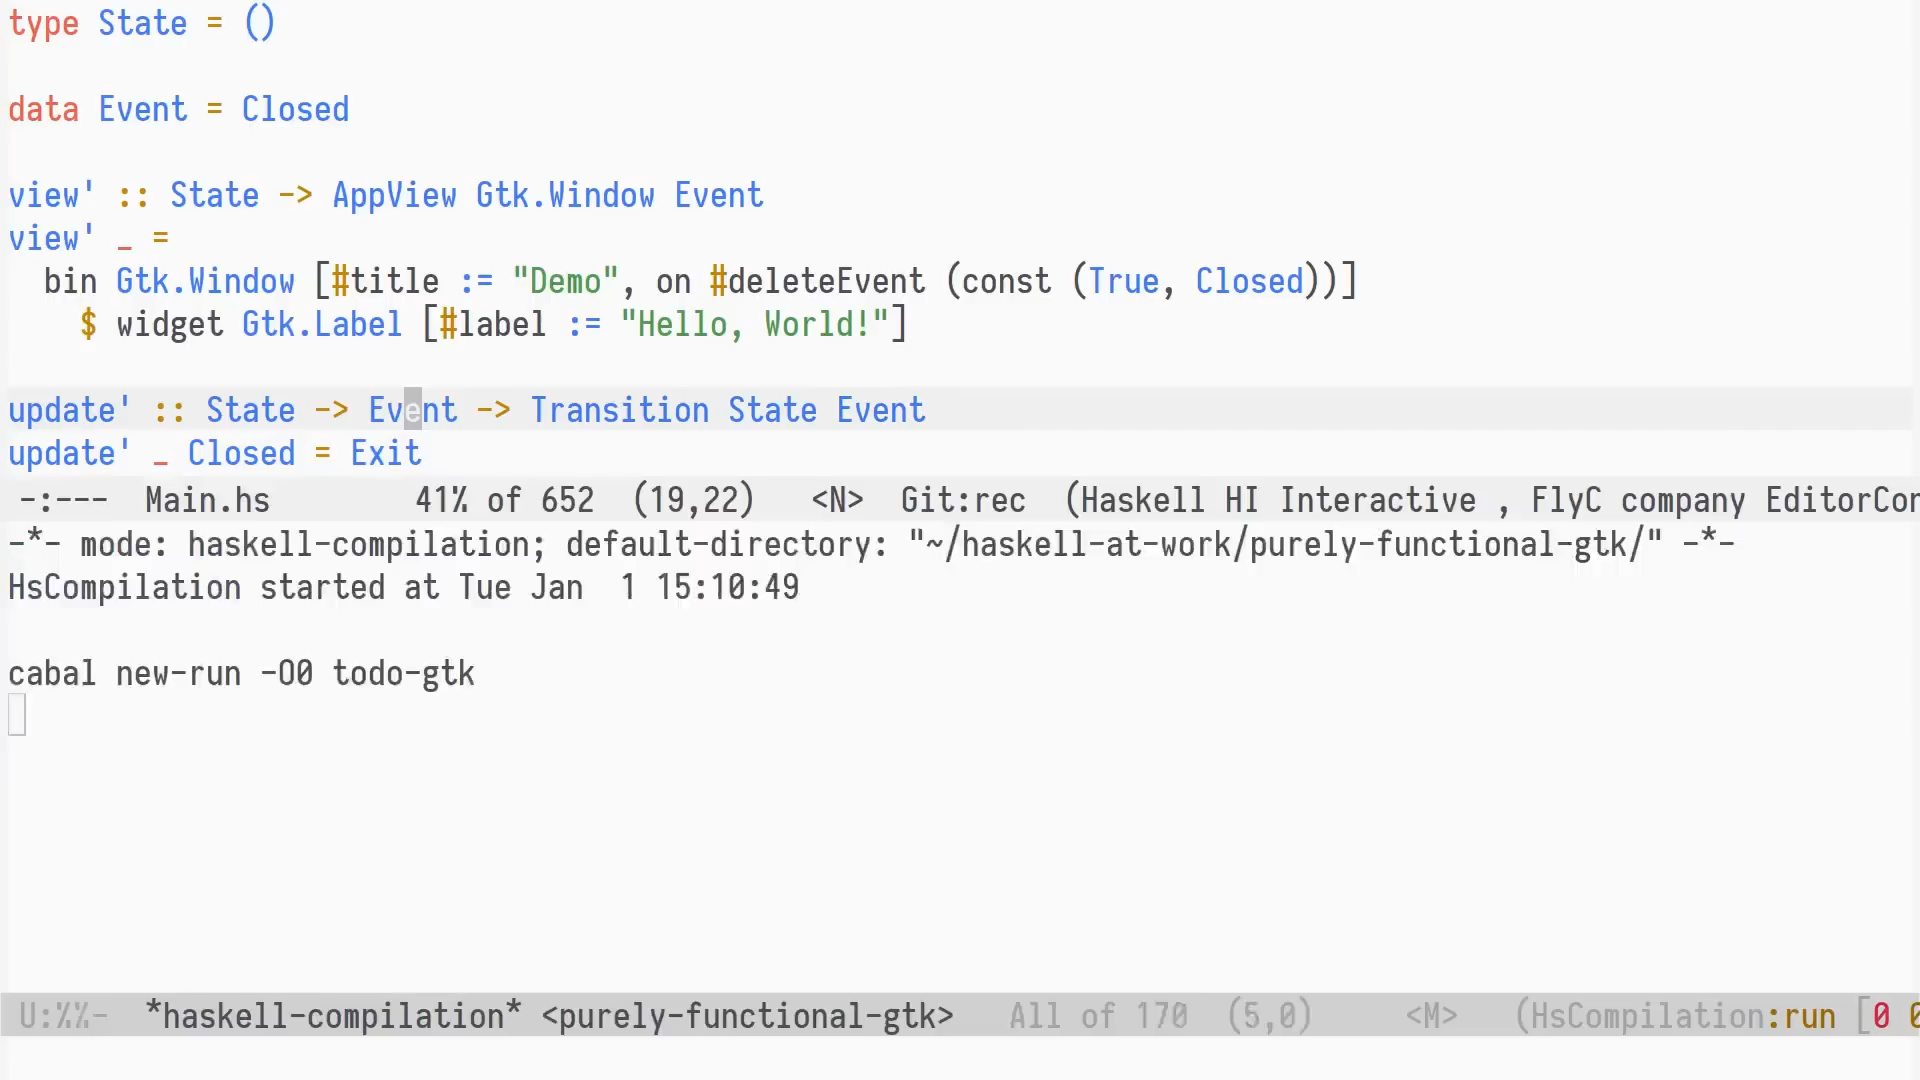 type State = ()
data Event = Closed
view' :: State -> AppView Gtk.Window Event
view' _ =
  bin Gtk.Window [#title := "Demo", on #deleteEvent (const (True, Closed))]
    $ widget Gtk.Label [#label := "Hello, World!"]
update' :: State -> Event -> Transition State Event
update' _ Closed = Exit
-:---  Main.hs        41% of 652  (19,22)   <N>  Git:rec  (Haskell HI Interactive , FlyC company EditorCon
-*- mode: haskell-compilation; default-directory: "~/haskell-at-work/purely-functional-gtk/" -*-
HsCompilation started at Tue Jan  1 15:10:49
cabal new-run -O0 todo-gtk
U:%%-  *haskell-compilation* <purely-functional-gtk>   All of 170  (5,0)     <M>   (HsCompilation:run [0 0